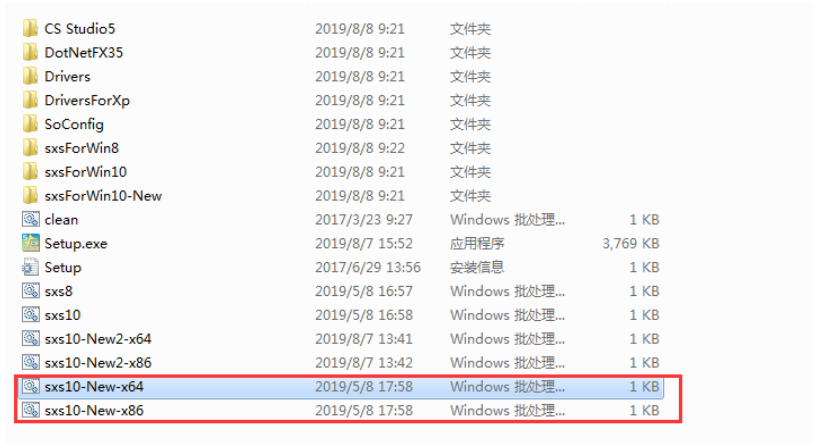 CS Studio5 2019/8/8 9:21 文件夹
DotNetFX35 2019/8/8 9:21 文件夹
Drivers 2019/8/8 9:21 文件夹
DriversForXp 2019/8/8 9:21 文件夹
SoConfig 2019/8/8 9:21 文件夹
sxsForWin8 2019/8/8 9:22 文件夹
sxsForWin10 2019/8/8 9:21 文件夹
sxsForWin10-New 2019/8/8 9:21 文件夹
clean 2017/3/23 9:27 Windows 批处理... 1 KB
Setup.exe 2019/8/7 15:52 应用程序 3,769 KB
Setup 2017/6/29 13:56 安装信息 1 KB
sxs8 2019/5/8 16:57 Windows 批处理... 1 KB
sxs10 2019/5/8 16:58 Windows 批处理... 1 KB
sxs10-New2-x64 2019/8/7 13:41 Windows 批处理... 1 KB
sxs10-New2-x86 2019/8/7 13:42 Windows 批处理... 1 KB
sxs10-New-x64 2019/5/8 17:58 Windows 批处理... 1 KB
sxs10-New-x86 2019/5/8 17:58 Windows 批处理... 1 KB